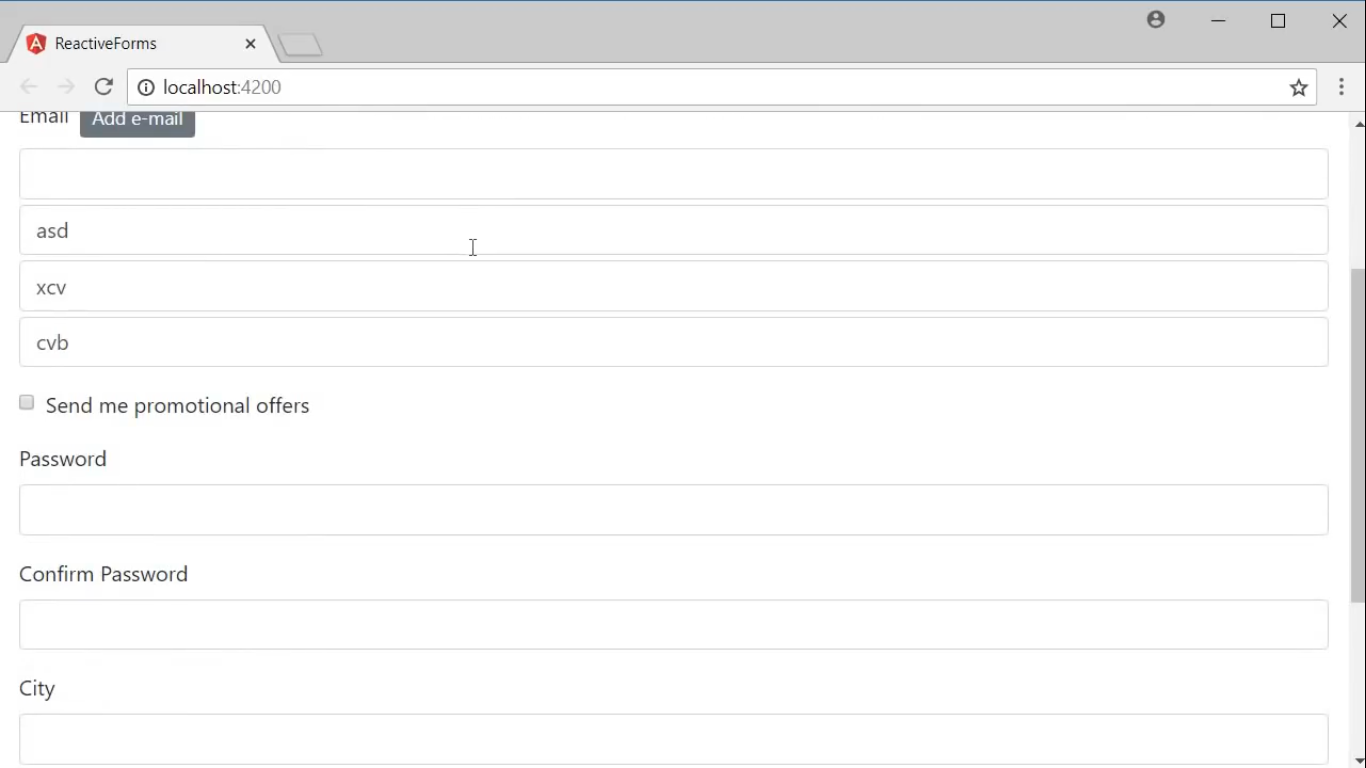 ReactiveForms
localhost:4200
Email Add e-mail
asd
xcv
cvb
Send me promotional offers
Password
Confirm Password
City